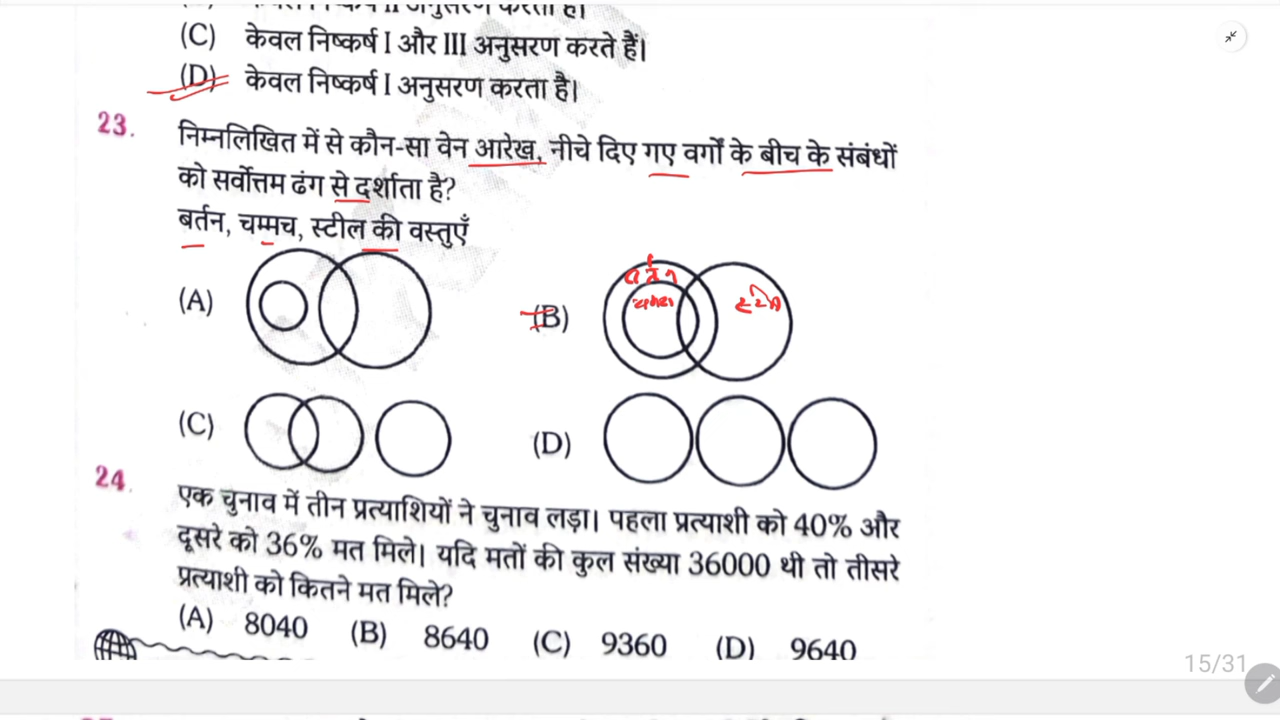 (C) केवल निष्कर्ष I और III अनुसरण करते हैं।
(D) केवल निष्कर्ष I अनुसरण करता है।
23. निम्नलिखित में से कौन-सा वेन आरेख, नीचे दिए गए वर्गों के बीच के संबंधों
को सर्वोत्तम ढंग से दर्शाता है?
बर्तन, चम्मच, स्टील की वस्तुएँ
(A) (B)
(C) (D)
24. एक चुनाव में तीन प्रत्याशियों ने चुनाव लड़ा। पहला प्रत्याशी को 40% और
दूसरे को 36% मत मिले। यदि मतों की कुल संख्या 36000 थी तो तीसरे
प्रत्याशी को कितने मत मिले?
(A) 8040 (B) 8640 (C) 9360 (D) 9640
15/31